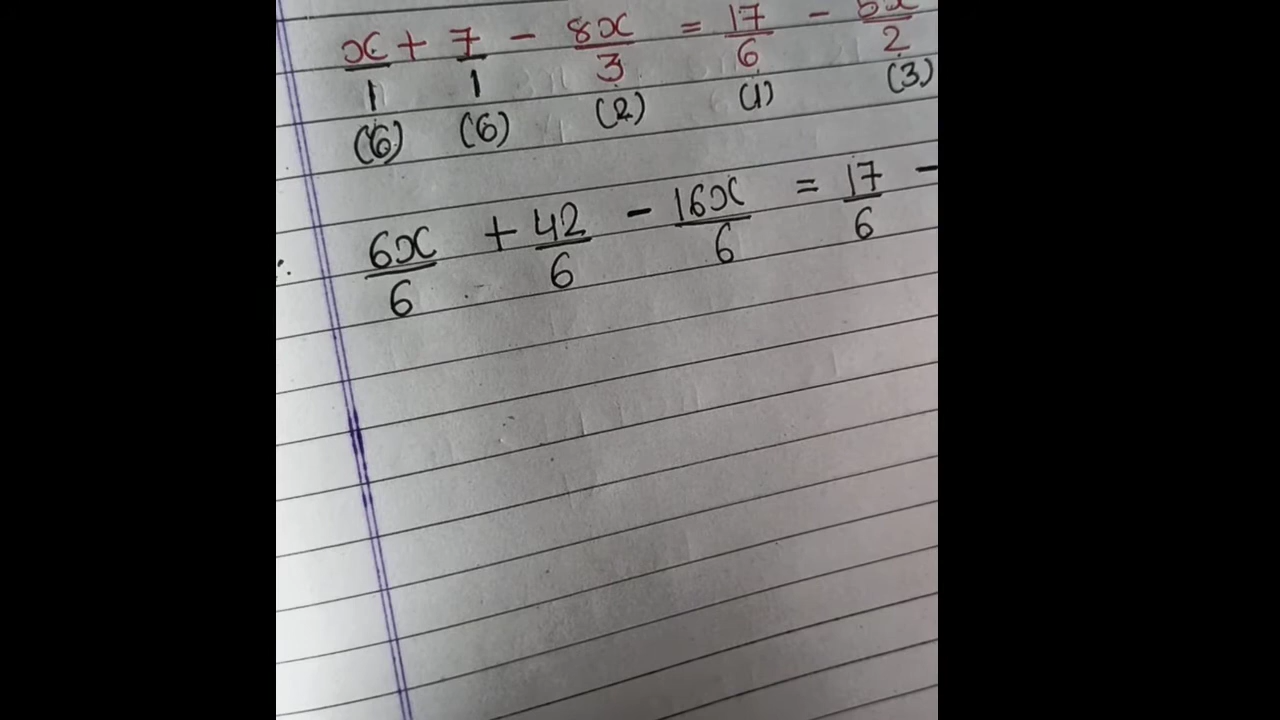 x + 7 - 8x = 17 -
1 1 3 6 2
(6) (6) (2) (1) (3)
∴ 6x + 42 - 16x = 17 -
6 6 6 6